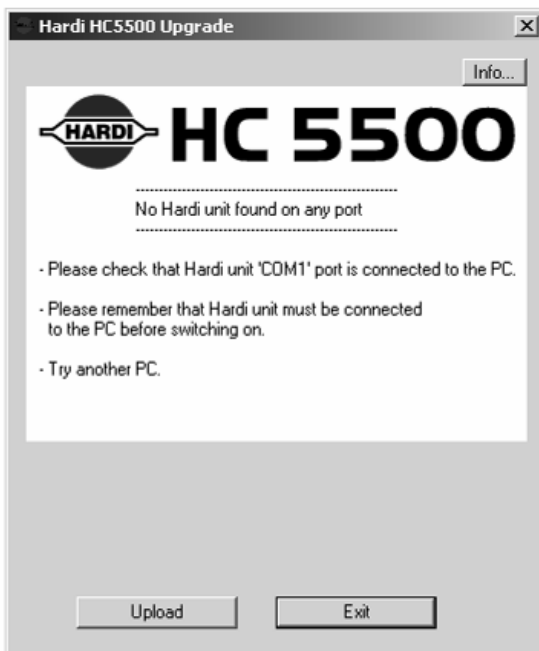 Hardi HC5500 Upgrade
Info...
HARDI HC 5500
No Hardi unit found on any port
- Please check that Hardi unit 'COM1' port is connected to the PC.
- Please remember that Hardi unit must be connected
to the PC before switching on.
- Try another PC.
Upload Exit